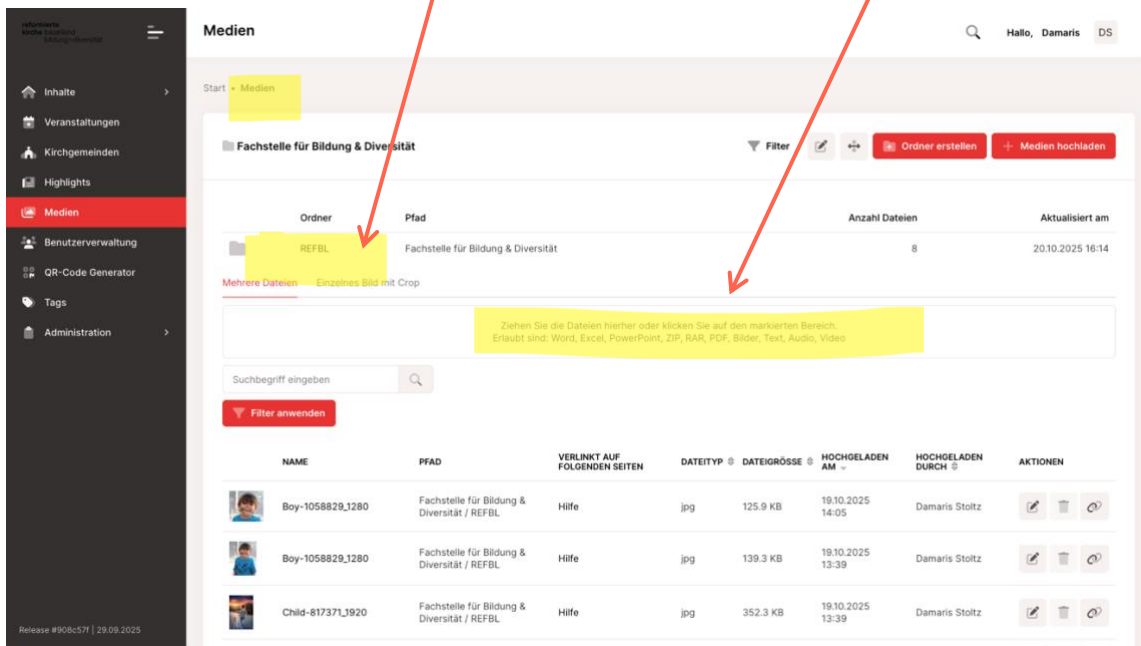 reformierte
kirche baselland
bildung+diversität
Medien
Hallo, Damaris DS
Inhalte
Veranstaltungen
Kirchgemeinden
Highlights
Medien
Benutzerverwaltung
QR-Code Generator
Tags
Administration
Release #908c57f | 29.09.2025
Start • Medien
Fachstelle für Bildung & Diversität
Filter
Ordner erstellen
Medien hochladen
Ordner Pfad Anzahl Dateien Aktualisiert am
REFBL Fachstelle für Bildung & Diversität 8 20.10.2025 16:14
Mehrere Dateien Einzelnes Bild mit Crop
Ziehen Sie die Dateien hierher oder klicken Sie auf den markierten Bereich.
Erlaubt sind: Word, Excel, PowerPoint, ZIP, RAR, PDF, Bilder, Text, Audio, Video
Suchbegriff eingeben
Filter anwenden
NAME PFAD VERLINKT AUF FOLGENDEN SEITEN DATEITYP DATEIGRÖSSE HOCHGELADEN AM HOCHGELADEN DURCH AKTIONEN
Boy-1058829_1280 Fachstelle für Bildung & Diversität / REFBL Hilfe jpg 125.9 KB 19.10.2025 14:05 Damaris Stoltz
Boy-1058829_1280 Fachstelle für Bildung & Diversität / REFBL Hilfe jpg 139.3 KB 19.10.2025 13:39 Damaris Stoltz
Child-817371_1920 Fachstelle für Bildung & Diversität / REFBL Hilfe jpg 352.3 KB 19.10.2025 13:39 Damaris Stoltz